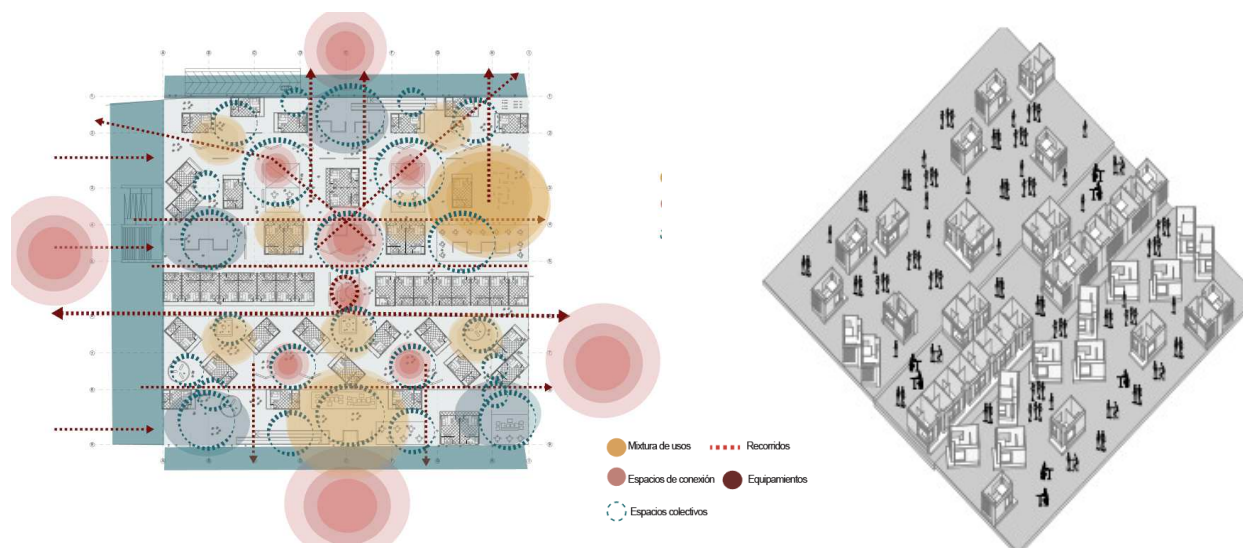 Mixtura de usos
Recorridos
Espacios de conexión
Equipamientos
Espacios colectivos